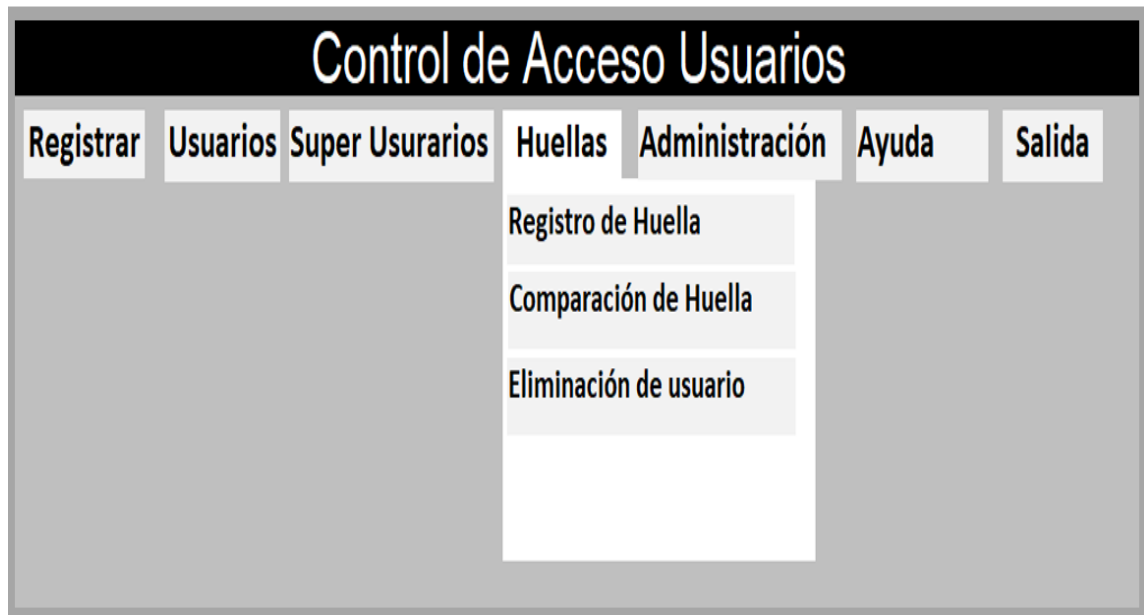 Control de Acceso Usuarios
Registrar Usuarios Super Usurarios Huellas Administración Ayuda Salida
Registro de Huella
Comparación de Huella
Eliminación de usuario